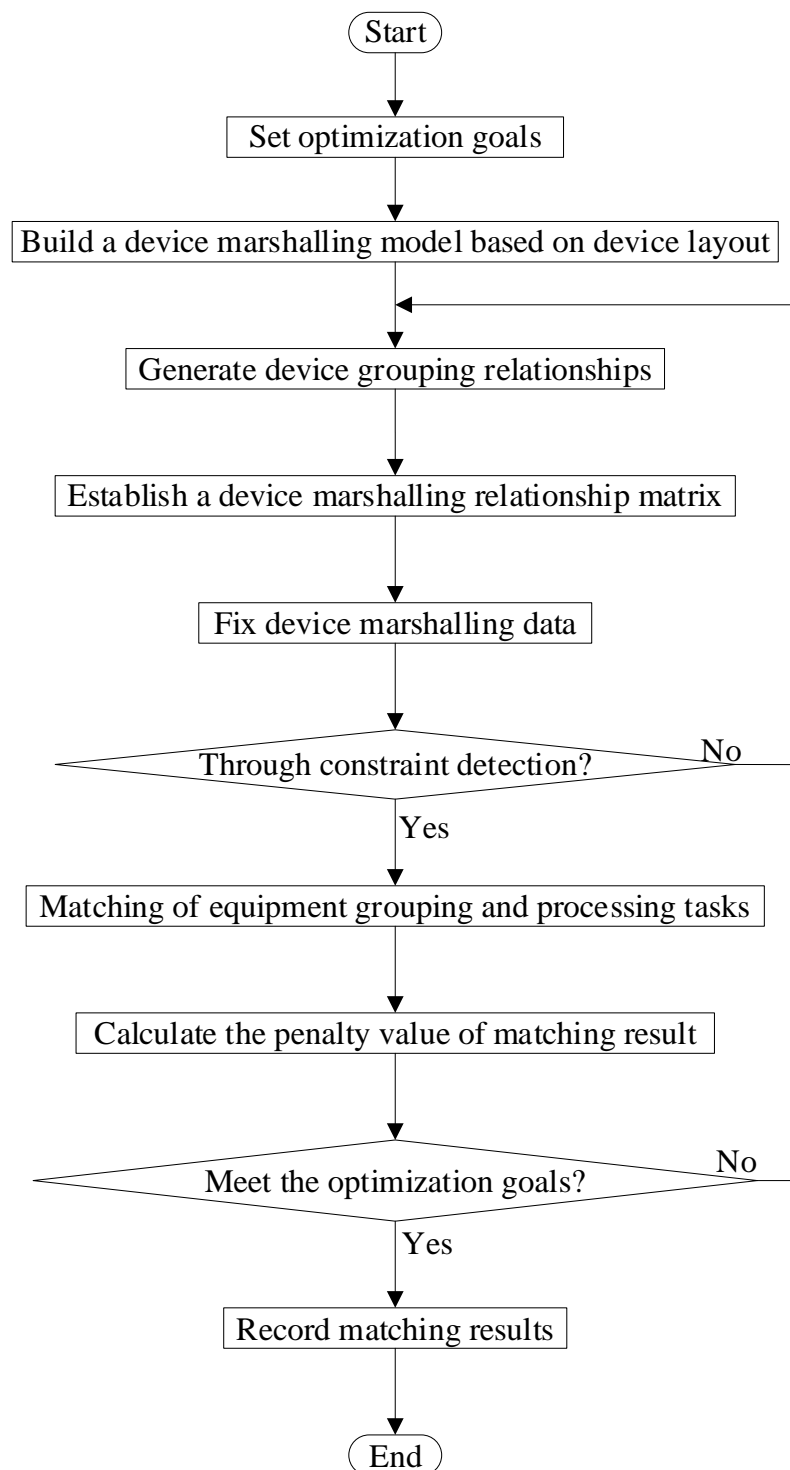 Start
Set optimization goals
Build a device marshalling model based on device layout
Generate device grouping relationships
Establish a device marshalling relationship matrix
Fix device marshalling data
Through constraint detection?
No
Yes
Matching of equipment grouping and processing tasks
Calculate the penalty value of matching result
Meet the optimization goals?
No
Yes
Record matching results
End